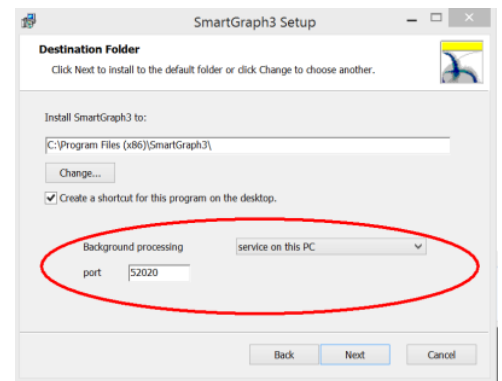 SmartGraph3 Setup
Destination Folder
Click Next to install to the default folder or click Change to choose another.
Install SmartGraph3 to:
C:\Program Files (x86)\SmartGraph3\
Change...
Create a shortcut for this program on the desktop.
Background processing service on this PC
port 52020
Back Next Cancel